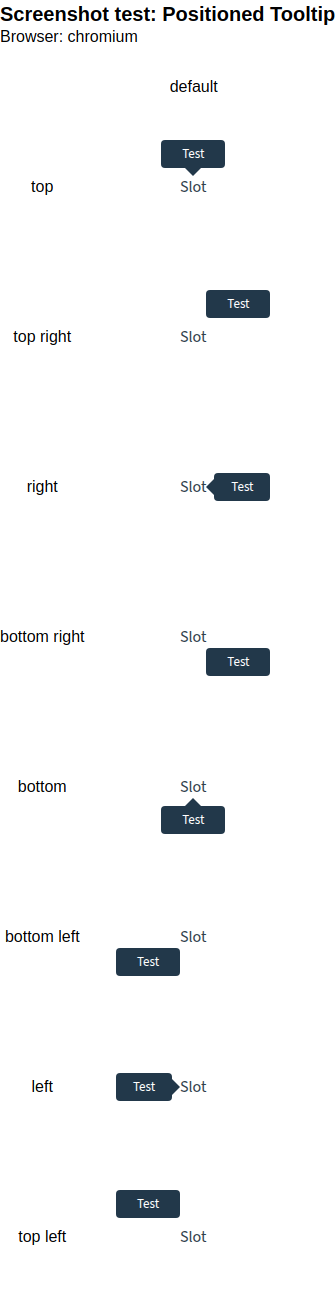 Screenshot test: Positioned Tooltip
Browser: chromium
default
Test
top Slot
Test
top right Slot
right Slot Test
bottom right Slot
Test
bottom Slot
Test
bottom left Slot
Test
left Test Slot
Test
top left Slot